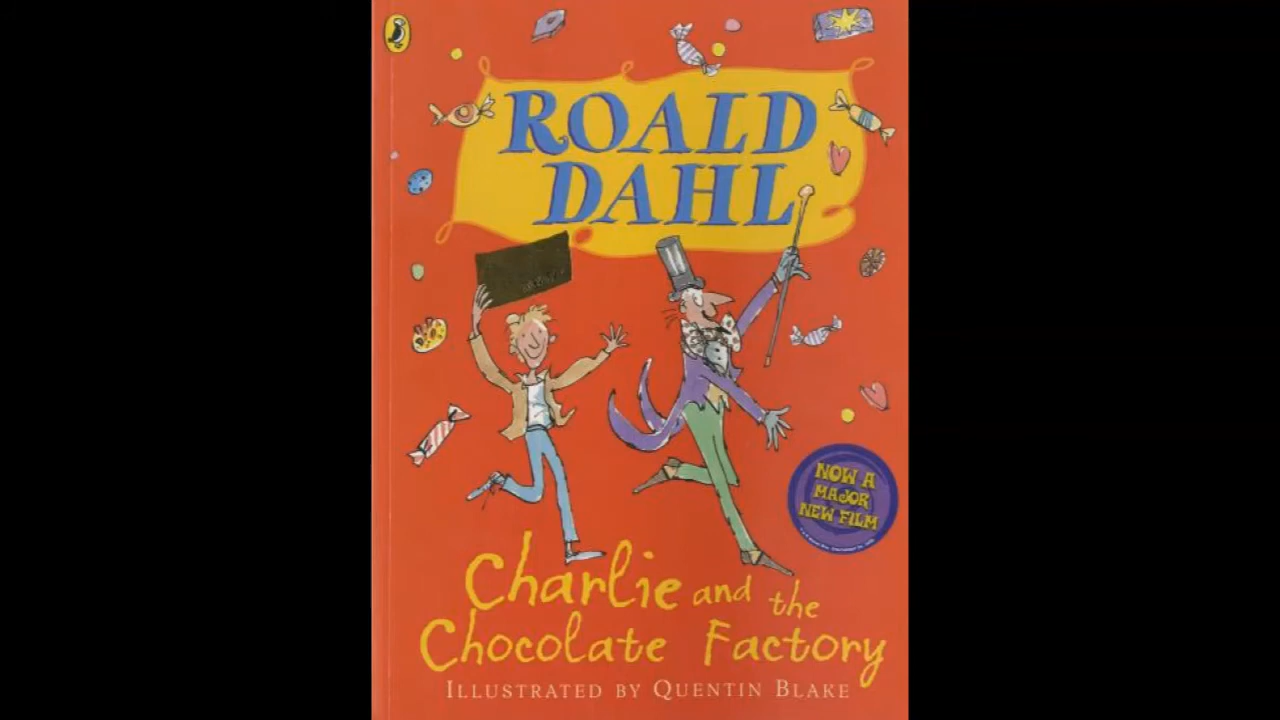 ROALD
DAHL
NOW A
MAJOR
NEW FILM
Charlie and the
Chocolate Factory
ILLUSTRATED BY QUENTIN BLAKE